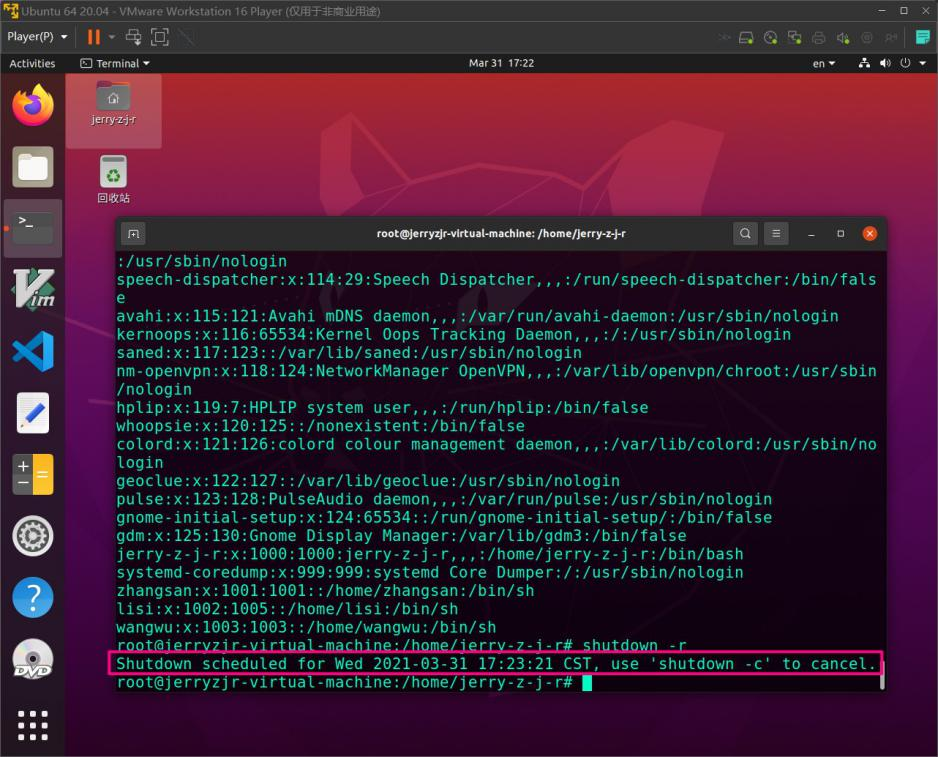 Ubuntu 64 20.04 - VMware Workstation 16 Player (仅用于非商业用途)
Player(P)
Activities
Terminal
Mar 31 17:22
en
jerry-z-j-r
回收站
root@jerryzjr-virtual-machine: /home/jerry-z-j-r
:/usr/sbin/nologin
speech-dispatcher:x:114:29:Speech Dispatcher,,,:/run/speech-dispatcher:/bin/fals
e
avahi:x:115:121:Avahi mDNS daemon,,,:/var/run/avahi-daemon:/usr/sbin/nologin
kernoops:x:116:65534:Kernel Oops Tracking Daemon,,,:/:/usr/sbin/nologin
saned:x:117:123::/var/lib/saned:/usr/sbin/nologin
nm-openvpn:x:118:124:NetworkManager OpenVPN,,,:/var/lib/openvpn/chroot:/usr/sbin
/nologin
hplip:x:119:7:HPLIP system user,,,:/run/hplip:/bin/false
whoopsie:x:120:125::/nonexistent:/bin/false
colord:x:121:126:colord colour management daemon,,,:/var/lib/colord:/usr/sbin/no
login
geoclue:x:122:127::/var/lib/geoclue:/usr/sbin/nologin
pulse:x:123:128:PulseAudio daemon,,,:/var/run/pulse:/usr/sbin/nologin
gnome-initial-setup:x:124:65534::/run/gnome-initial-setup/:/bin/false
gdm:x:125:130:Gnome Display Manager:/var/lib/gdm3:/bin/false
jerry-z-j-r:x:1000:1000:jerry-z-j-r,,,:/home/jerry-z-j-r:/bin/bash
systemd-coredump:x:999:999:systemd Core Dumper:/:/usr/sbin/nologin
zhangsan:x:1001:1001::/home/zhangsan:/bin/sh
lisi:x:1002:1005::/home/lisi:/bin/sh
wangwu:x:1003:1003::/home/wangwu:/bin/sh
root@jerryzjr-virtual-machine:/home/jerry-z-j-r# shutdown -r
Shutdown scheduled for Wed 2021-03-31 17:23:21 CST, use 'shutdown -c' to cancel.
root@jerryzjr-virtual-machine:/home/jerry-z-j-r#
Vim
DVD